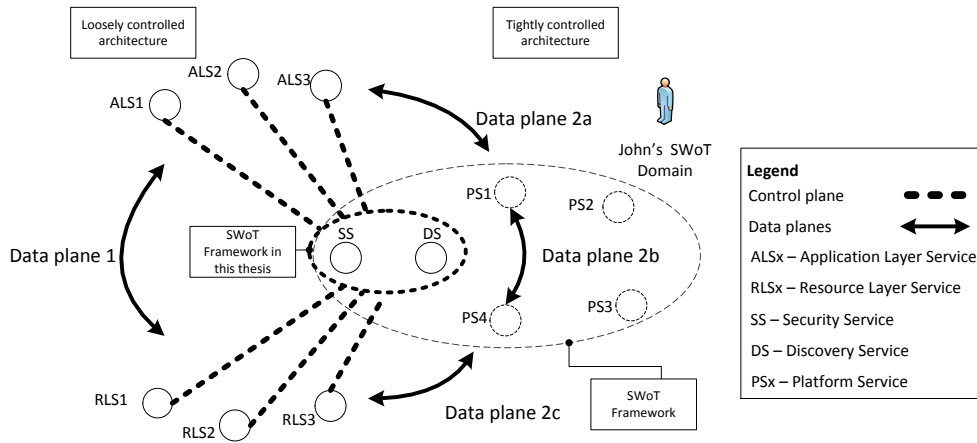 Loosely controlled
architecture
Tightly controlled
architecture
ALS1
ALS2
ALS3
Data plane 2a
John's SWoT
Domain
PS1
PS2
Data plane 1
SWoT
Framework in
this thesis
SS
DS
Data plane 2b
PS4
PS3
RLS1
RLS2
RLS3
Data plane 2c
SWoT
Framework
Legend
Control plane
Data planes
ALSx – Application Layer Service
RLSx – Resource Layer Service
SS – Security Service
DS – Discovery Service
PSx – Platform Service